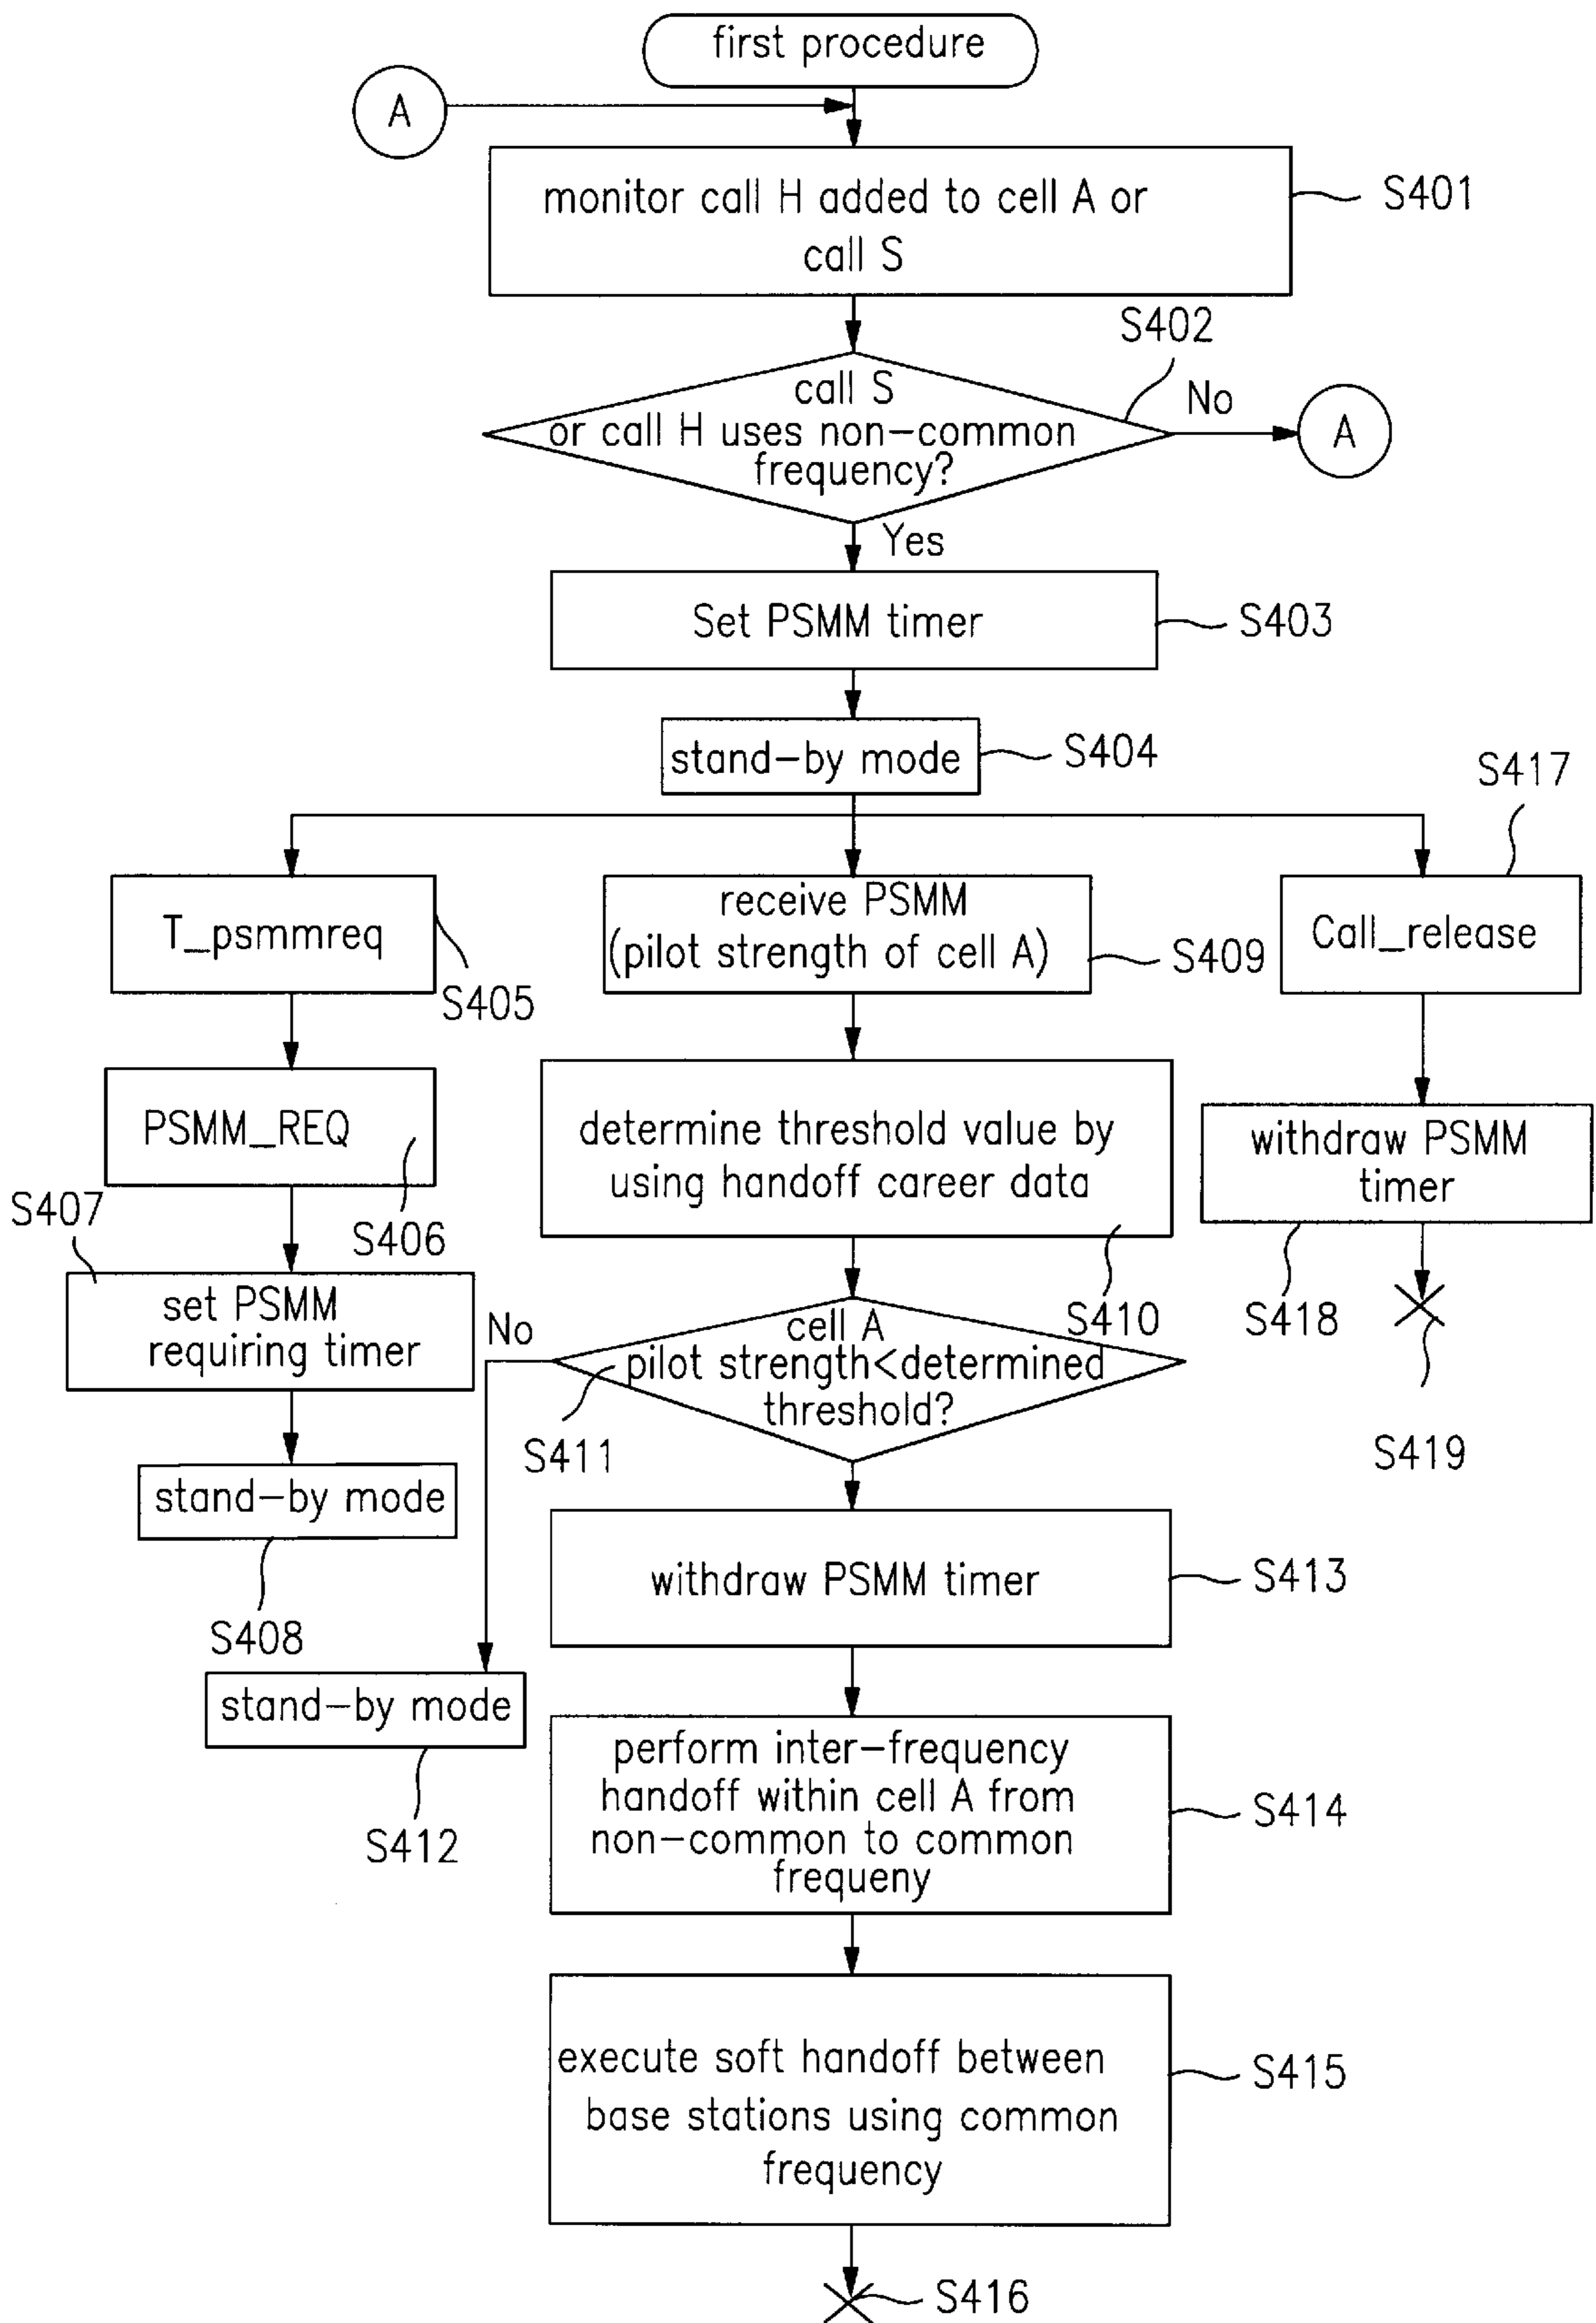 first procedure
A
monitor call H added to cell A or
call S
S401
S402
call S
or call H uses non-common
frequency?
No
A
Yes
Set PSMM timer
S403
stand-by mode
S404
S417
T_psmmreq
S405
receive PSMM
(pilot strength of cell A)
S409
Call_release
PSMM_REQ
S406
determine threshold value by
using handoff career data
S410
withdraw PSMM
timer
S418
S407
set PSMM
requiring timer
No
cell A
pilot strength<determined
threshold?
S411
S419
stand-by mode
S408
withdraw PSMM timer
S413
stand-by mode
S412
perform inter-frequency
handoff within cell A from
non-common to common
frequeny
S414
execute soft handoff between
base stations using common
frequency
S415
S416